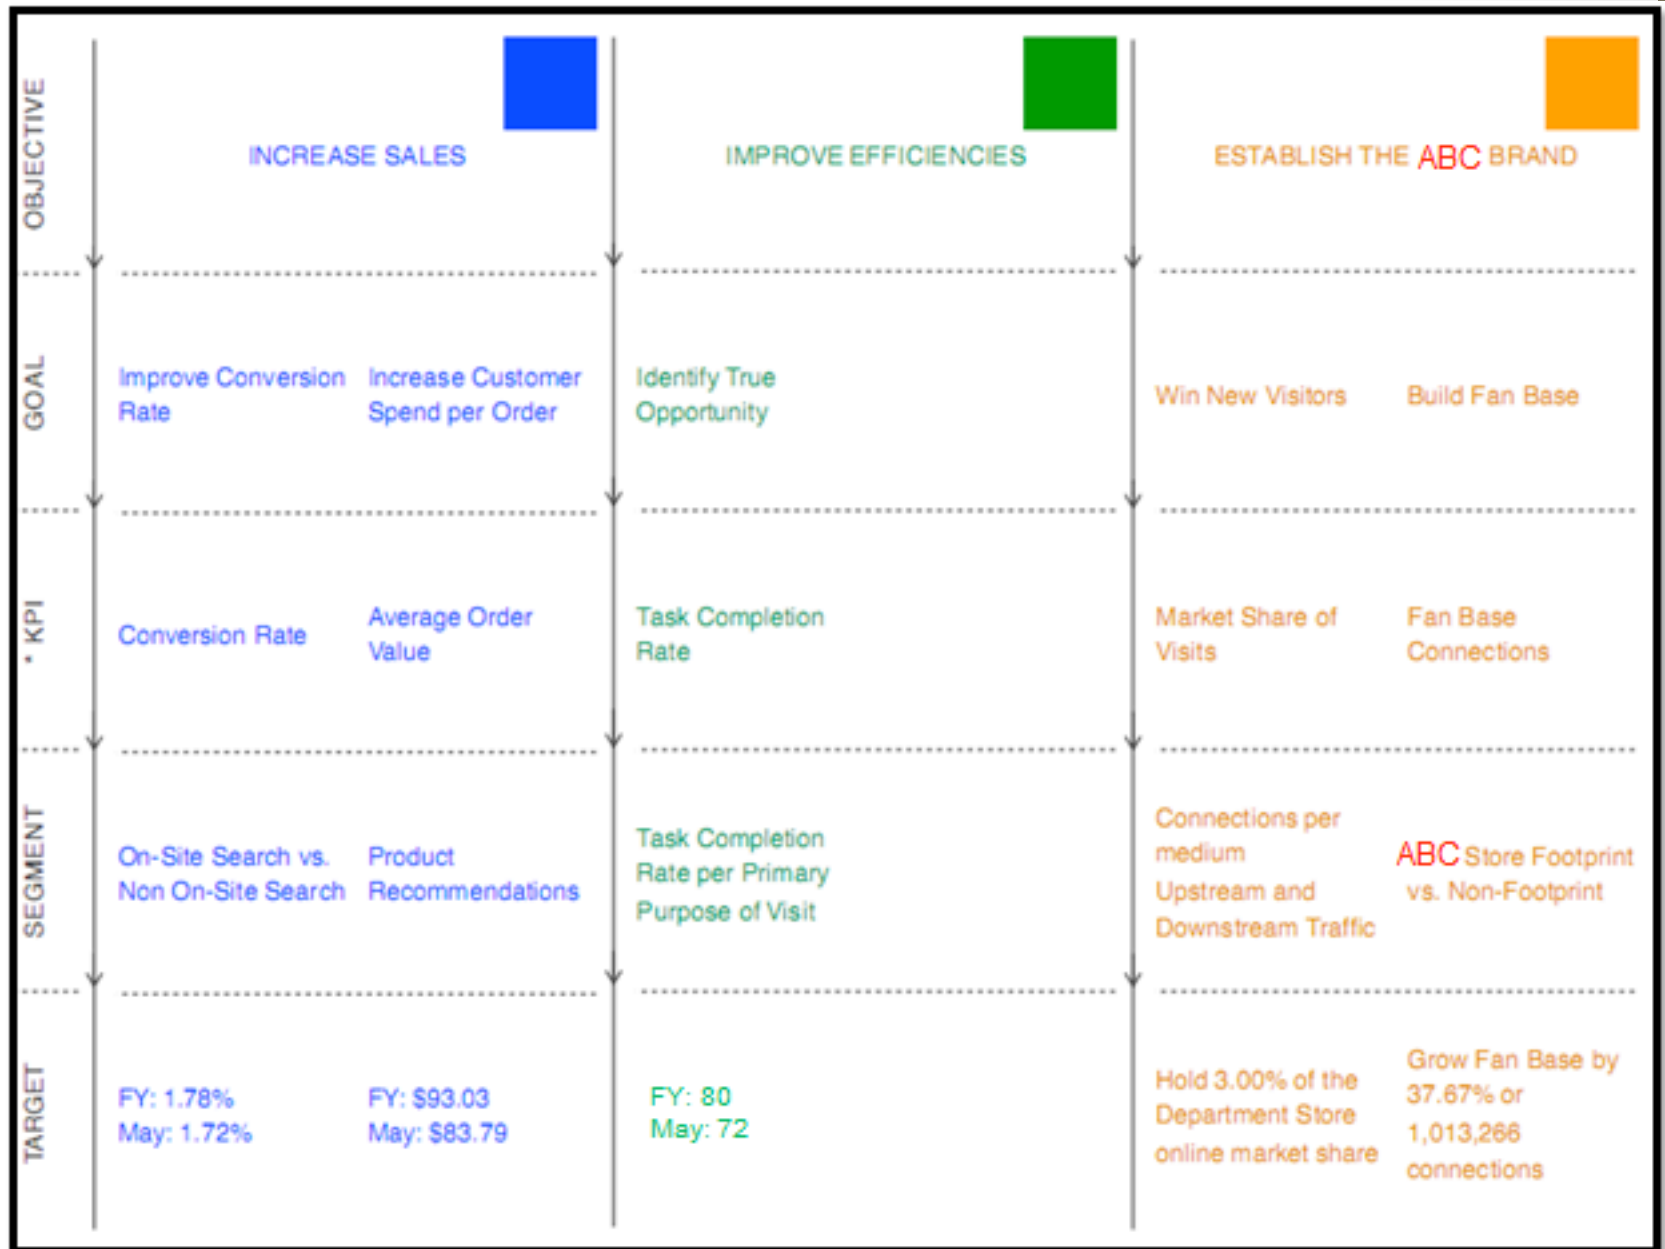 OBJECTIVE
INCREASE SALES
IMPROVE EFFICIENCIES
ESTABLISH THE ABC BRAND
GOAL
Improve Conversion
Rate
Increase Customer
Spend per Order
Identify True
Opportunity
Win New Visitors
Build Fan Base
* KPI
Conversion Rate
Average Order
Value
Task Completion
Rate
Market Share of
Visits
Fan Base
Connections
SEGMENT
On-Site Search vs.
Non On-Site Search
Product
Recommendations
Task Completion
Rate per Primary
Purpose of Visit
Connections per
medium
Upstream and
Downstream Traffic
ABC Store Footprint
vs. Non-Footprint
TARGET
FY: 1.78%
May: 1.72%
FY: $93.03
May: $83.79
FY: 80
May: 72
Hold 3.00% of the
Department Store
online market share
Grow Fan Base by
37.67% or
1,013,266
connections